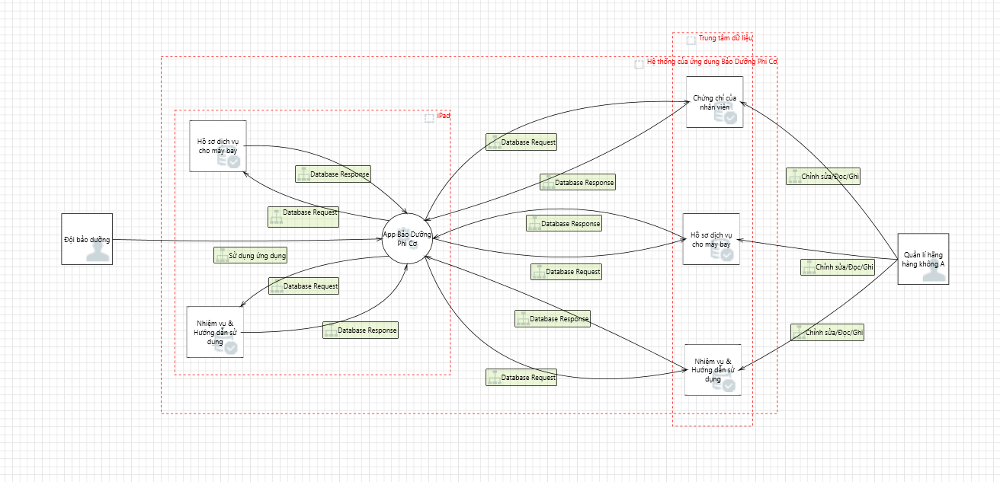 Trung tâm dữ liệu
Hệ thống của ứng dụng Bảo Dưỡng Phi Cơ
iPad
Chứng chỉ của
nhân viên
Hồ sơ dịch vụ
cho máy bay
Database Request
Database Response
Database Response
Chỉnh sửa/Đọc/Ghi
Database Request
Database Response
Đội bảo dưỡng
App Bảo Dưỡng
Phi Cơ
Hồ sơ dịch vụ
cho máy bay
Sử dụng ứng dụng
Quản lí hãng
hàng không A
Database Request
Chỉnh sửa/Đọc/Ghi
Database Request
Database Response
Nhiệm vụ &
Hướng dẫn sử
dụng
Database Response
Chỉnh sửa/Đọc/Ghi
Nhiệm vụ &
Hướng dẫn sử
dụng
Database Request